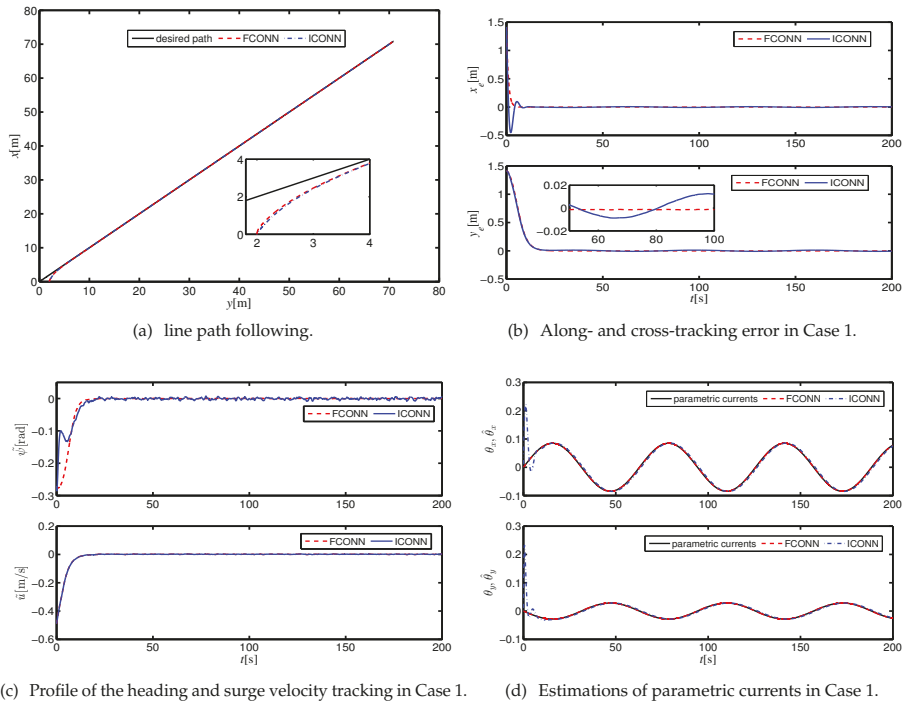 80
70
60
50
40
30
20
10
0
x[m]
desired path
FCONN
ICONN
4
2
0
2
3
4
0
10
20
30
40
50
60
70
80
y[m]
(a) line path following.
1.5
1
0.5
0
−0.5
x_e[m]
FCONN
ICONN
0
50
100
150
200
1.5
1
0.5
0
−0.5
y_e[m]
FCONN
ICONN
0.02
0
−0.02
60
80
100
0
50
100
150
200
t[s]
(b) Along- and cross-tracking error in Case 1.
0
−0.1
−0.2
−0.3
ψ̃[rad]
FCONN
ICONN
0
50
100
150
200
0.2
0
−0.2
−0.4
−0.6
ũ[m/s]
FCONN
ICONN
0
50
100
150
200
t[s]
(c) Profile of the heading and surge velocity tracking in Case 1.
0.3
0.2
0.1
0
−0.1
θ_x, θ̂_x
parametric currents
FCONN
ICONN
0
50
100
150
200
0.3
0.2
0.1
0
−0.1
θ_y, θ̂_y
parametric currents
FCONN
ICONN
0
50
100
150
200
t[s]
(d) Estimations of parametric currents in Case 1.